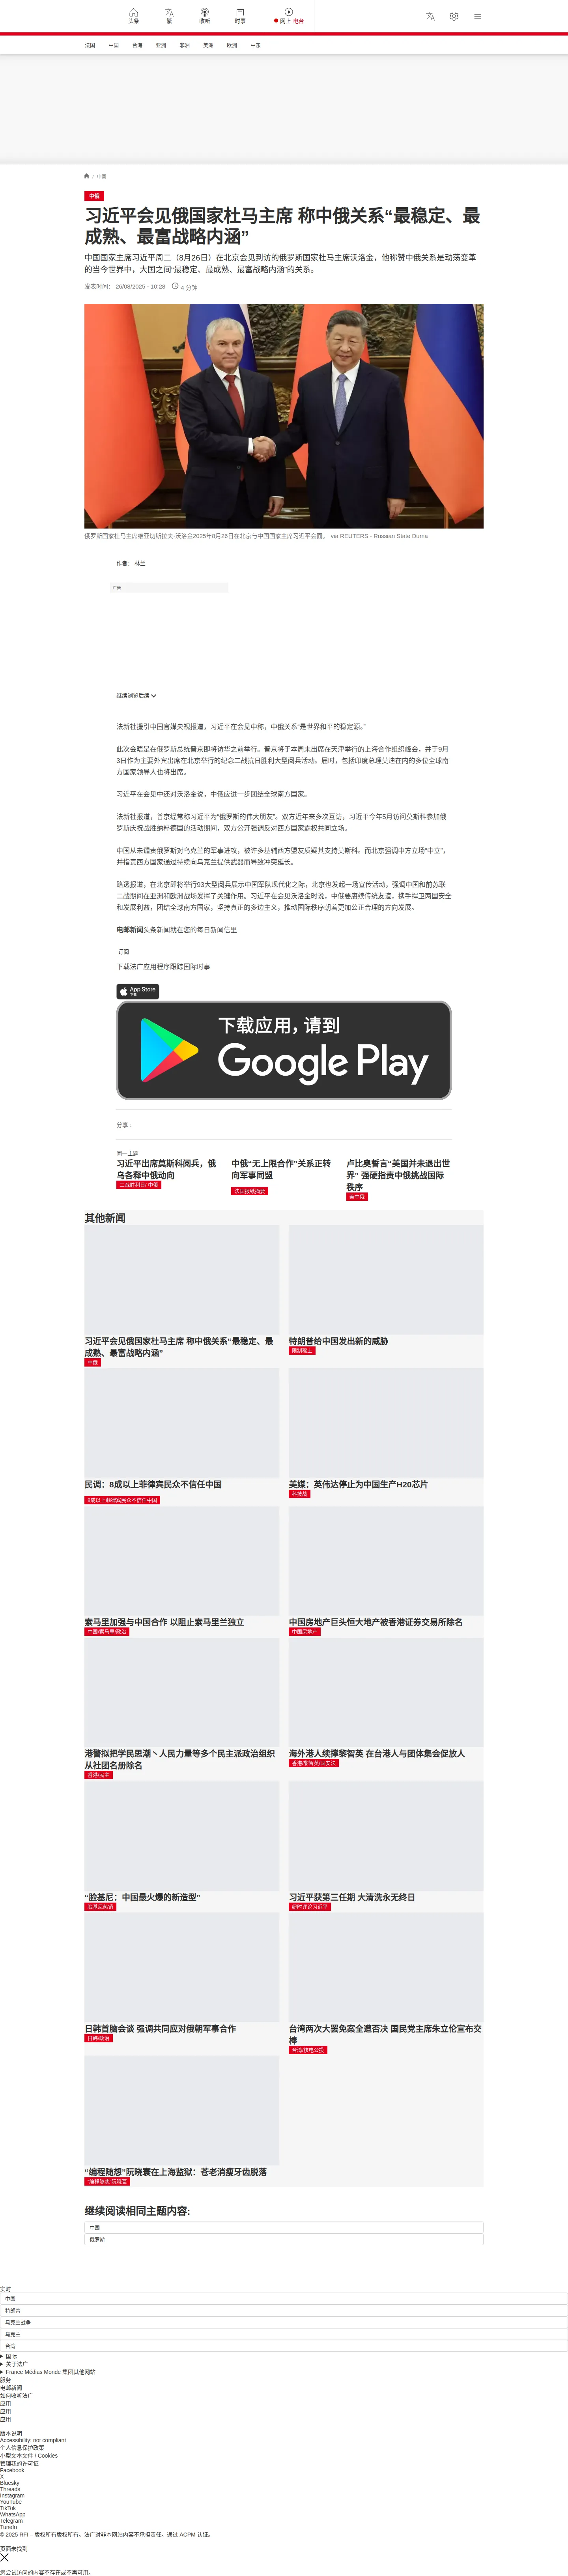 头条
繁
收听
时事
网上 电台
法国
中国
台海
亚洲
非洲
美洲
欧洲
中东
/ 中国
中俄
习近平会见俄国家杜马主席 称中俄关系“最稳定、最
成熟、最富战略内涵”
中国国家主席习近平周二（8月26日）在北京会见到访的俄罗斯国家杜马主席沃洛金，他称赞中俄关系是动荡变革
的当今世界中，大国之间“最稳定、最成熟、最富战略内涵”的关系。
发表时间： 26/08/2025 - 10:28 4 分钟
俄罗斯国家杜马主席维亚切斯拉夫·沃洛金2025年8月26日在北京与中国国家主席习近平会面。 via REUTERS - Russian State Duma
作者： 林兰
广告
继续浏览后续
法新社援引中国官媒央视报道，习近平在会见中称，中俄关系“是世界和平的稳定源。”
此次会晤是在俄罗斯总统普京即将访华之前举行。普京将于本周末出席在天津举行的上海合作组织峰会，并于9月
3日作为主要外宾出席在北京举行的纪念二战抗日胜利大型阅兵活动。届时，包括印度总理莫迪在内的多位全球南
方国家领导人也将出席。
习近平在会见中还对沃洛金说，中俄应进一步团结全球南方国家。
法新社报道，普京经常称习近平为“俄罗斯的伟大朋友”。双方近年来多次互访，习近平今年5月访问莫斯科参加俄
罗斯庆祝战胜纳粹德国的活动期间，双方公开强调反对西方国家霸权共同立场。
中国从未谴责俄罗斯对乌克兰的军事进攻，被许多基辅西方盟友质疑其支持莫斯科。而北京强调中方立场“中立”，
并指责西方国家通过持续向乌克兰提供武器而导致冲突延长。
路透报道，在北京即将举行93大型阅兵展示中国军队现代化之际，北京也发起一场宣传活动，强调中国和前苏联
二战期间在亚洲和欧洲战场发挥了关键作用。习近平在会见沃洛金时说，中俄要赓续传统友谊，携手捍卫两国安全
和发展利益，团结全球南方国家，坚持真正的多边主义，推动国际秩序朝着更加公正合理的方向发展。
电邮新闻头条新闻就在您的每日新闻信里
订阅
下载法广应用程序跟踪国际时事
App Store
下载
下载应用，请到
Google Play
分享 :
同一主题
习近平出席莫斯科阅兵，俄
乌各释中俄动向
二战胜利日/ 中俄
中俄“无上限合作”关系正转
向军事同盟
法国报纸摘要
卢比奥誓言“美国并未退出世
界” 强硬指责中俄挑战国际
秩序
美中俄
其他新闻
习近平会见俄国家杜马主席 称中俄关系“最稳定、最
成熟、最富战略内涵”
中俄
特朗普给中国发出新的威胁
限制稀土
民调：8成以上菲律宾民众不信任中国
8成以上菲律宾民众不信任中国
美媒：英伟达停止为中国生产H20芯片
科技战
索马里加强与中国合作 以阻止索马里兰独立
中国/索马里/政治
中国房地产巨头恒大地产被香港证券交易所除名
中国房地产
港警拟把学民思潮丶人民力量等多个民主派政治组织
从社团名册除名
香港/民主
海外港人续撑黎智英 在台港人与团体集会促放人
香港/黎智英/国安法
“脸基尼：中国最火爆的新造型”
脸基尼热销
习近平获第三任期 大清洗永无终日
纽时评论习近平
日韩首脑会谈 强调共同应对俄朝军事合作
日韩/政治
台湾两次大罢免案全遭否决 国民党主席朱立伦宣布交
棒
台湾/核电公投
“编程随想”阮晓寰在上海监狱：苍老消瘦牙齿脱落
“编程随想”阮晓寰
继续阅读相同主题内容:
中国
俄罗斯
实时
中国
特朗普
乌克兰战争
乌克兰
台湾
国际
关于法广
France Médias Monde 集团其他网站
服务
电邮新闻
如何收听法广
应用
应用
应用
版本说明
Accessibility: not compliant
个人信息保护政策
小型文本文件 / Cookies
管理我的许可证
Facebook
X
Bluesky
Threads
Instagram
YouTube
TikTok
WhatsApp
Telegram
TuneIn
© 2025 RFI – 版权所有版权所有。法广对非本网站内容不承担责任。通过 ACPM 认证。
页面未找到
您尝试访问的内容不存在或不再可用。